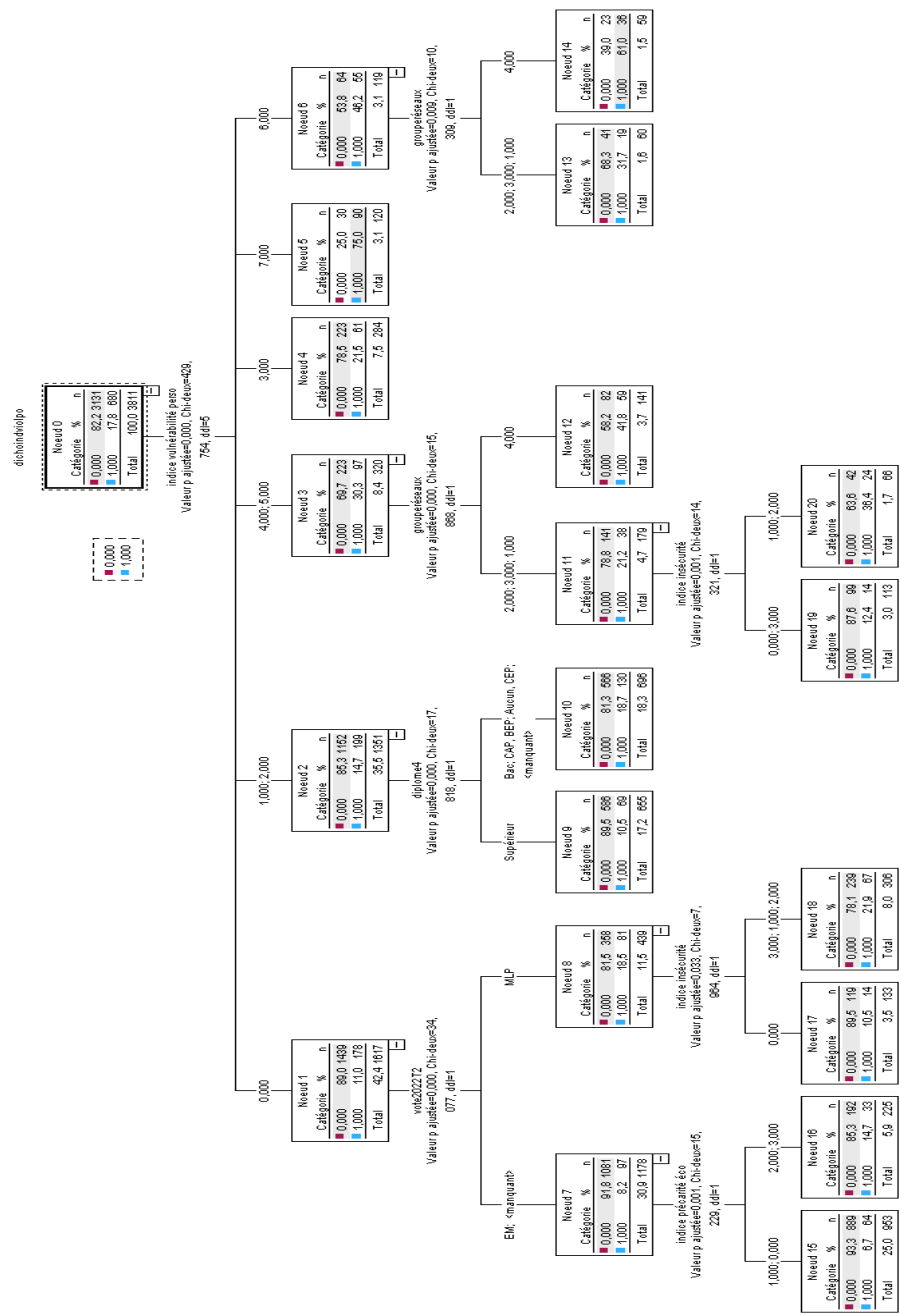 dichoindviolpo
0,000
1,000
Noeud 0
Catégorie % n
0,000 82,2 3131
1,000 17,8 680
Total 100,0 3811
indice vulnérabilité perso
Valeur p ajustée=0,000, Chi-deux=429,
754, ddl=5
0,000
1,000; 2,000
4,000; 5,000
3,000
7,000
6,000
Noeud 1
Catégorie % n
0,000 89,0 1439
1,000 11,0 178
Total 42,4 1617
vote2022T2
Valeur p ajustée=0,000, Chi-deux=34,
077, ddl=1
Noeud 2
Catégorie % n
0,000 85,3 1152
1,000 14,7 199
Total 35,5 1351
diplome4
Valeur p ajustée=0,000, Chi-deux=17,
818, ddl=1
Noeud 3
Catégorie % n
0,000 69,7 223
1,000 30,3 97
Total 8,4 320
grouperéseaux
Valeur p ajustée=0,000, Chi-deux=15,
868, ddl=1
Noeud 4
Catégorie % n
0,000 78,5 223
1,000 21,5 61
Total 7,5 284
Noeud 5
Catégorie % n
0,000 25,0 30
1,000 75,0 90
Total 3,1 120
Noeud 6
Catégorie % n
0,000 53,8 64
1,000 46,2 55
Total 3,1 119
grouperéseaux
Valeur p ajustée=0,009, Chi-deux=10,
309, ddl=1
EM; <manquant>
MLP
Supérieur
Bac; CAP, BEP; Aucun, CEP;
<manquant>
2,000; 3,000; 1,000
4,000
2,000; 3,000; 1,000
4,000
Noeud 7
Catégorie % n
0,000 91,8 1081
1,000 8,2 97
Total 30,9 1178
indice précarité éco
Valeur p ajustée=0,001, Chi-deux=15,
229, ddl=1
Noeud 8
Catégorie % n
0,000 81,5 358
1,000 18,5 81
Total 11,5 439
indice insécurité
Valeur p ajustée=0,033, Chi-deux=7,
964, ddl=1
Noeud 9
Catégorie % n
0,000 89,5 586
1,000 10,5 69
Total 17,2 655
Noeud 10
Catégorie % n
0,000 81,3 566
1,000 18,7 130
Total 18,3 696
Noeud 11
Catégorie % n
0,000 78,8 141
1,000 21,2 38
Total 4,7 179
indice insécurité
Valeur p ajustée=0,001, Chi-deux=14,
321, ddl=1
Noeud 12
Catégorie % n
0,000 58,2 82
1,000 41,8 59
Total 3,7 141
Noeud 13
Catégorie % n
0,000 68,3 41
1,000 31,7 19
Total 1,6 60
Noeud 14
Catégorie % n
0,000 39,0 23
1,000 61,0 36
Total 1,5 59
1,000; 0,000
2,000; 3,000
0,000
3,000; 1,000; 2,000
0,000; 3,000
1,000; 2,000
Noeud 15
Catégorie % n
0,000 93,3 889
1,000 6,7 64
Total 25,0 953
Noeud 16
Catégorie % n
0,000 85,3 192
1,000 14,7 33
Total 5,9 225
Noeud 17
Catégorie % n
0,000 89,5 119
1,000 10,5 14
Total 3,5 133
Noeud 18
Catégorie % n
0,000 78,1 239
1,000 21,9 67
Total 8,0 306
Noeud 19
Catégorie % n
0,000 87,6 99
1,000 12,4 14
Total 3,0 113
Noeud 20
Catégorie % n
0,000 63,6 42
1,000 36,4 24
Total 1,7 66